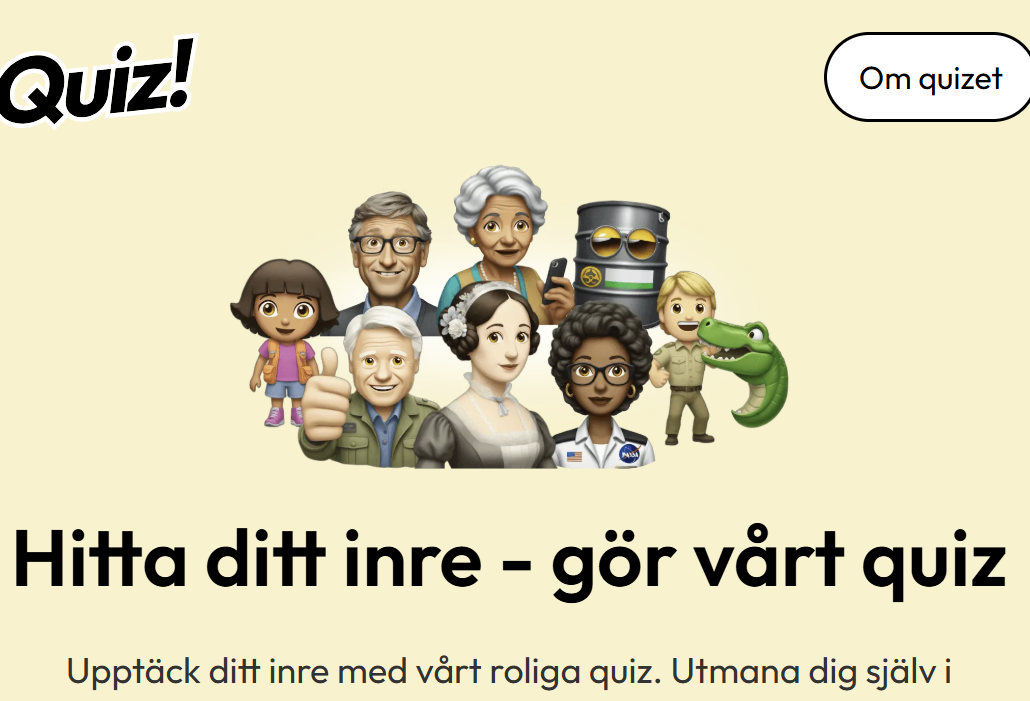 Quiz!
Om quizet
NASA
Hitta ditt inre - gör vårt quiz
Upptäck ditt inre med vårt roliga quiz. Utmana dig själv i